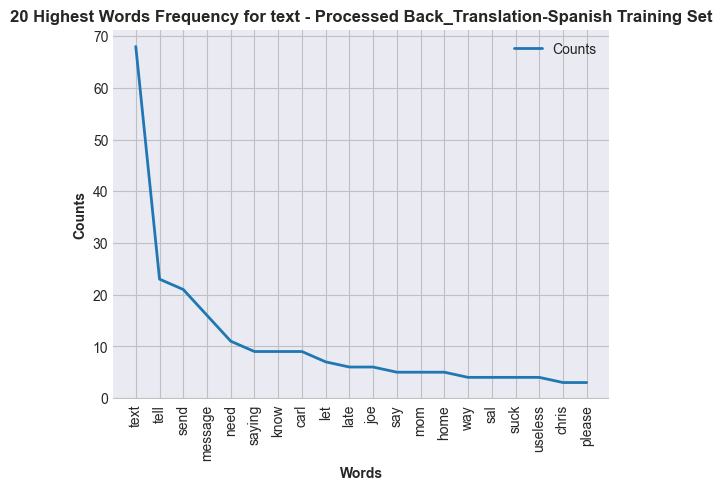 20 Highest Words Frequency for text - Processed Back_Translation-Spanish Training Set
Counts
70
60
50
40
30
20
10
0
Counts
text
tell
send
message
need
saying
know
carl
let
late
joe
say
mom
home
way
sal
suck
useless
chris
please
Words